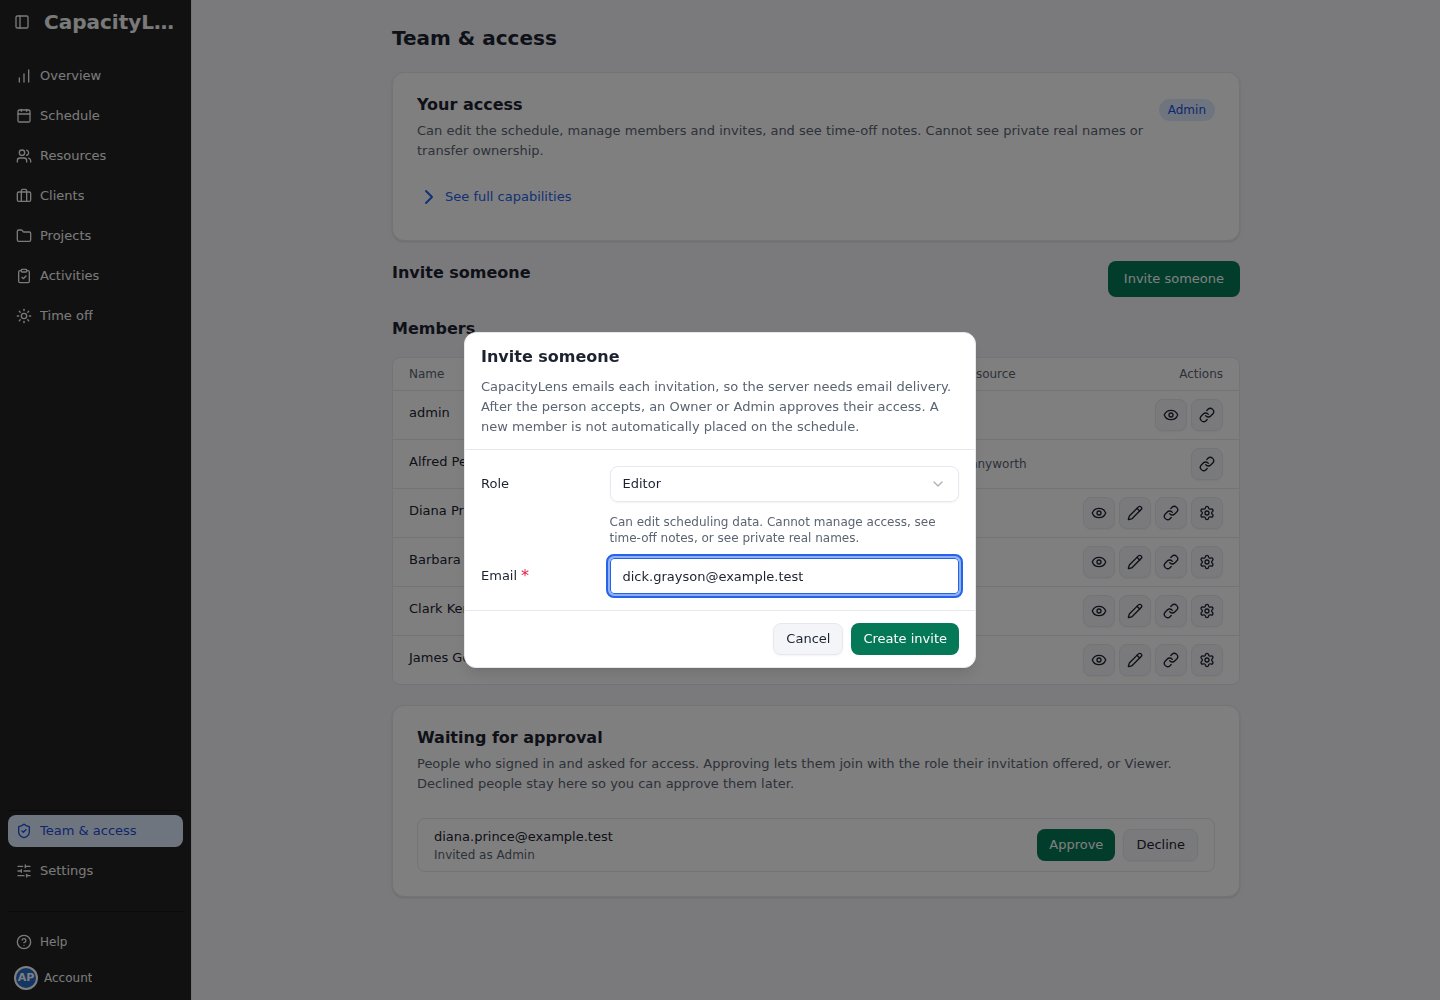 CapacityL...
Overview
Schedule
Resources
Clients
Projects
Activities
Time off
Team & access
Settings
Help
AP Account
Team & access
Your access
Admin
Can edit the schedule, manage members and invites, and see time-off notes. Cannot see private real names or
transfer ownership.
See full capabilities
Invite someone
Invite someone
Members
Name
Actions
admin
Alfred
Diana
Barbara
Clark
James
Invite someone
CapacityLens emails each invitation, so the server needs email delivery.
After the person accepts, an Owner or Admin approves their access. A
new member is not automatically placed on the schedule.
Role
Editor
Can edit scheduling data. Cannot manage access, see
time-off notes, or see private real names.
Email *
dick.grayson@example.test
Cancel
Create invite
Waiting for approval
People who signed in and asked for access. Approving lets them join with the role their invitation offered, or Viewer.
Declined people stay here so you can approve them later.
diana.prince@example.test
Invited as Admin
Approve
Decline